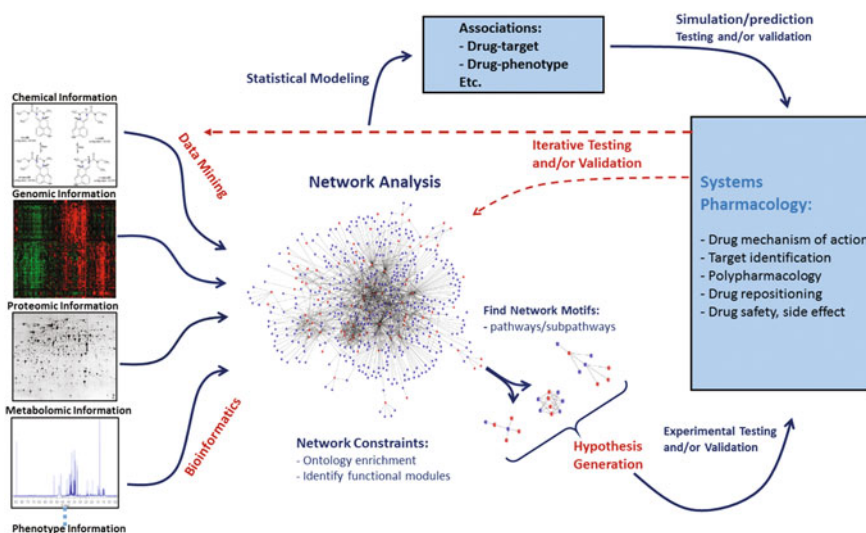 Chemical Information
Genomic Information
Proteomic Information
Metabolomic Information
Phenotype Information
Data Mining
Bioinformatics
Statistical Modeling
Associations:
- Drug-target
- Drug-phenotype
Etc.
Simulation/prediction
Testing and/or validation
Iterative Testing
and/or Validation
Network Analysis
Find Network Motifs:
- pathways/subpathways
Network Constraints:
- Ontology enrichment
- Identify functional modules
Hypothesis
Generation
Experimental Testing
and/or Validation
Systems
Pharmacology:
- Drug mechanism of action
- Target identification
- Polypharmacology
- Drug repositioning
- Drug safety, side effect